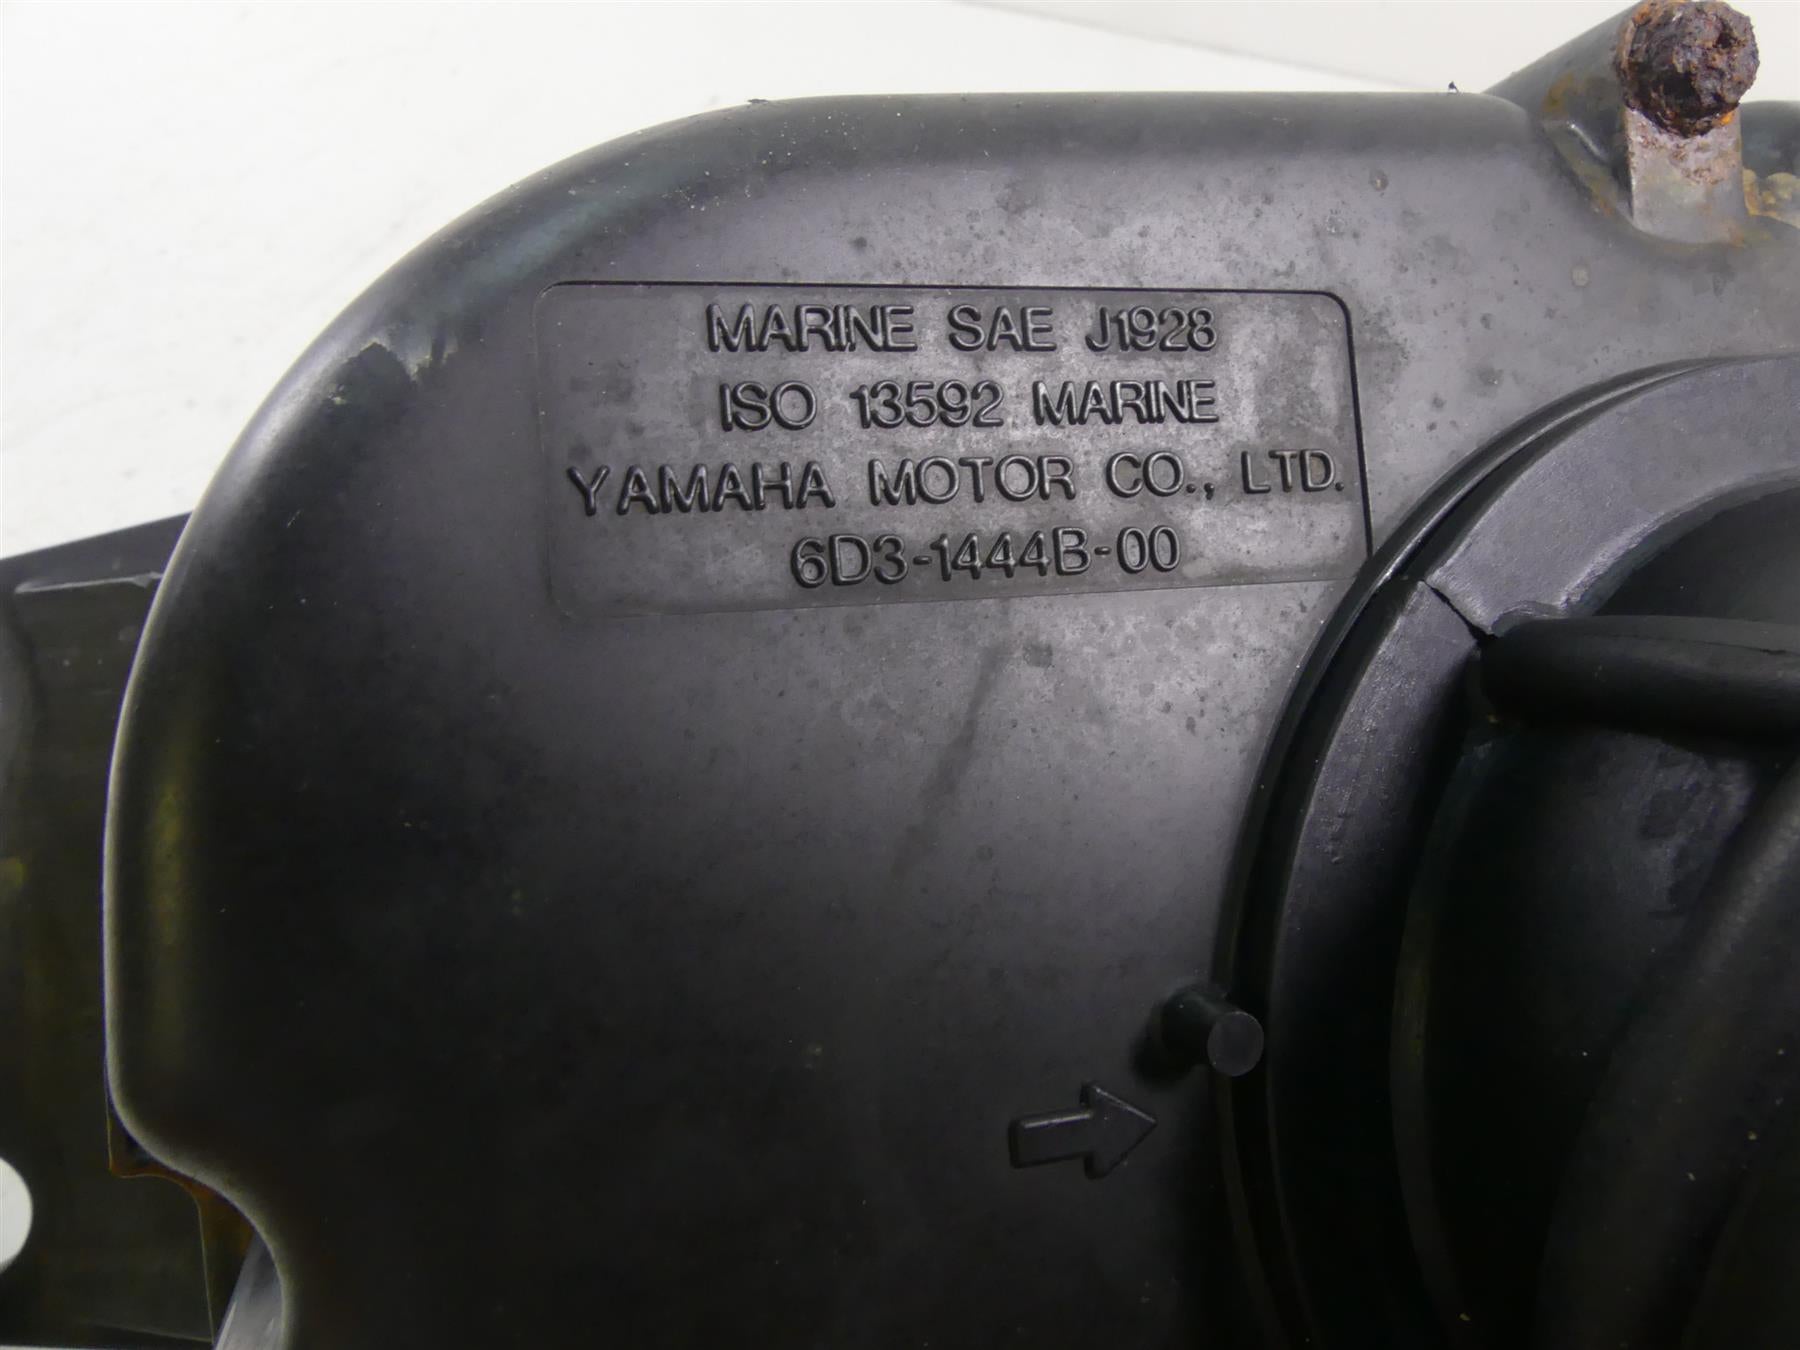 MARINE SAE J1928
ISO 13592 MARINE
YAMAHA MOTOR CO., LTD.
6D3-1444B-00